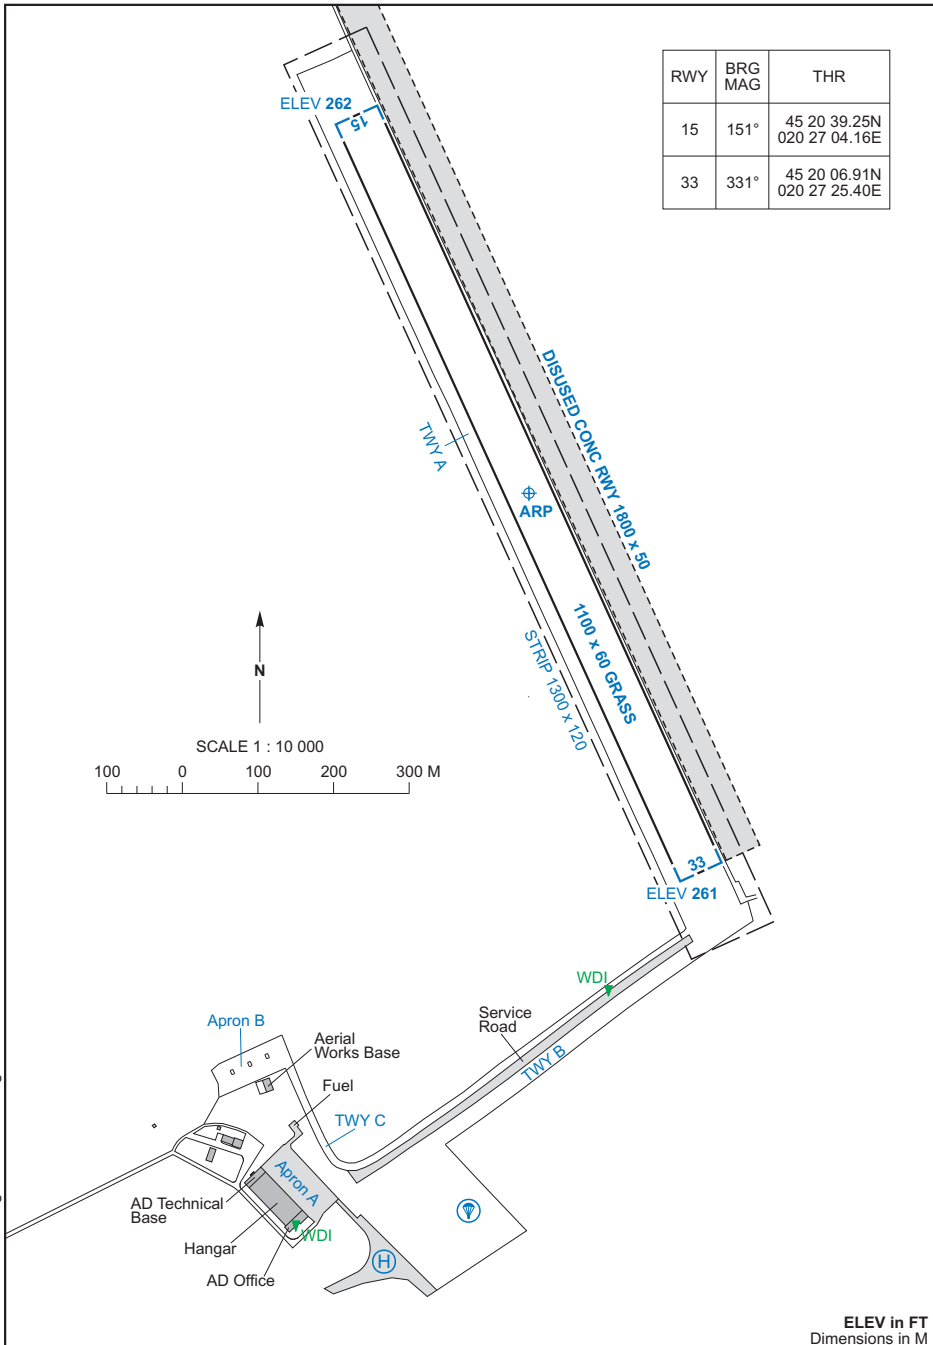 RWY BRG MAG THR
15 151° 45 20 39.25N
020 27 04.16E
33 331° 45 20 06.91N
020 27 25.40E
ELEV 262
15
DISUSED CONC RWY 1800 x 50
TWY A
ARP
1100 x 60 GRASS
STRIP 1300 x 120
N
SCALE 1 : 10 000
100 0 100 200 300 M
33
ELEV 261
WDI
Service
Road
TWY B
Apron B
Aerial
Works Base
Fuel
TWY C
Apron A
AD Technical
Base
WDI
Hangar
H
AD Office
ELEV in FT
Dimensions in M